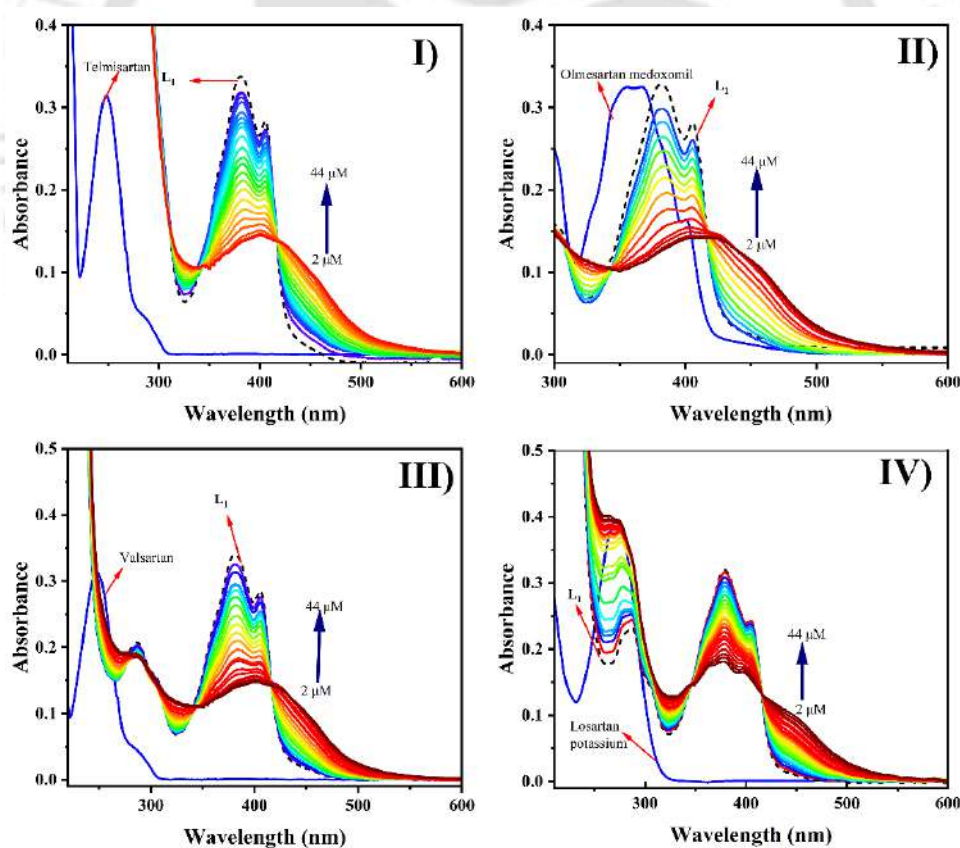 I)
0.4
Telmisartan
L1
0.3
44 μM
0.2
2 μM
0.1
0.0
Absorbance
300 400 500 600
Wavelength (nm)
II)
0.4
Olmesartan medoxomil
L1
0.3
44 μM
0.2
2 μM
0.1
0.0
Absorbance
300 400 500 600
Wavelength (nm)
III)
0.5
0.4
L1
Valsartan
0.3
44 μM
0.2
2 μM
0.1
0.0
Absorbance
300 400 500 600
Wavelength (nm)
IV)
0.5
0.4
L1
0.3
44 μM
0.2
2 μM
0.1
Losartan
potassium
0.0
Absorbance
300 400 500 600
Wavelength (nm)